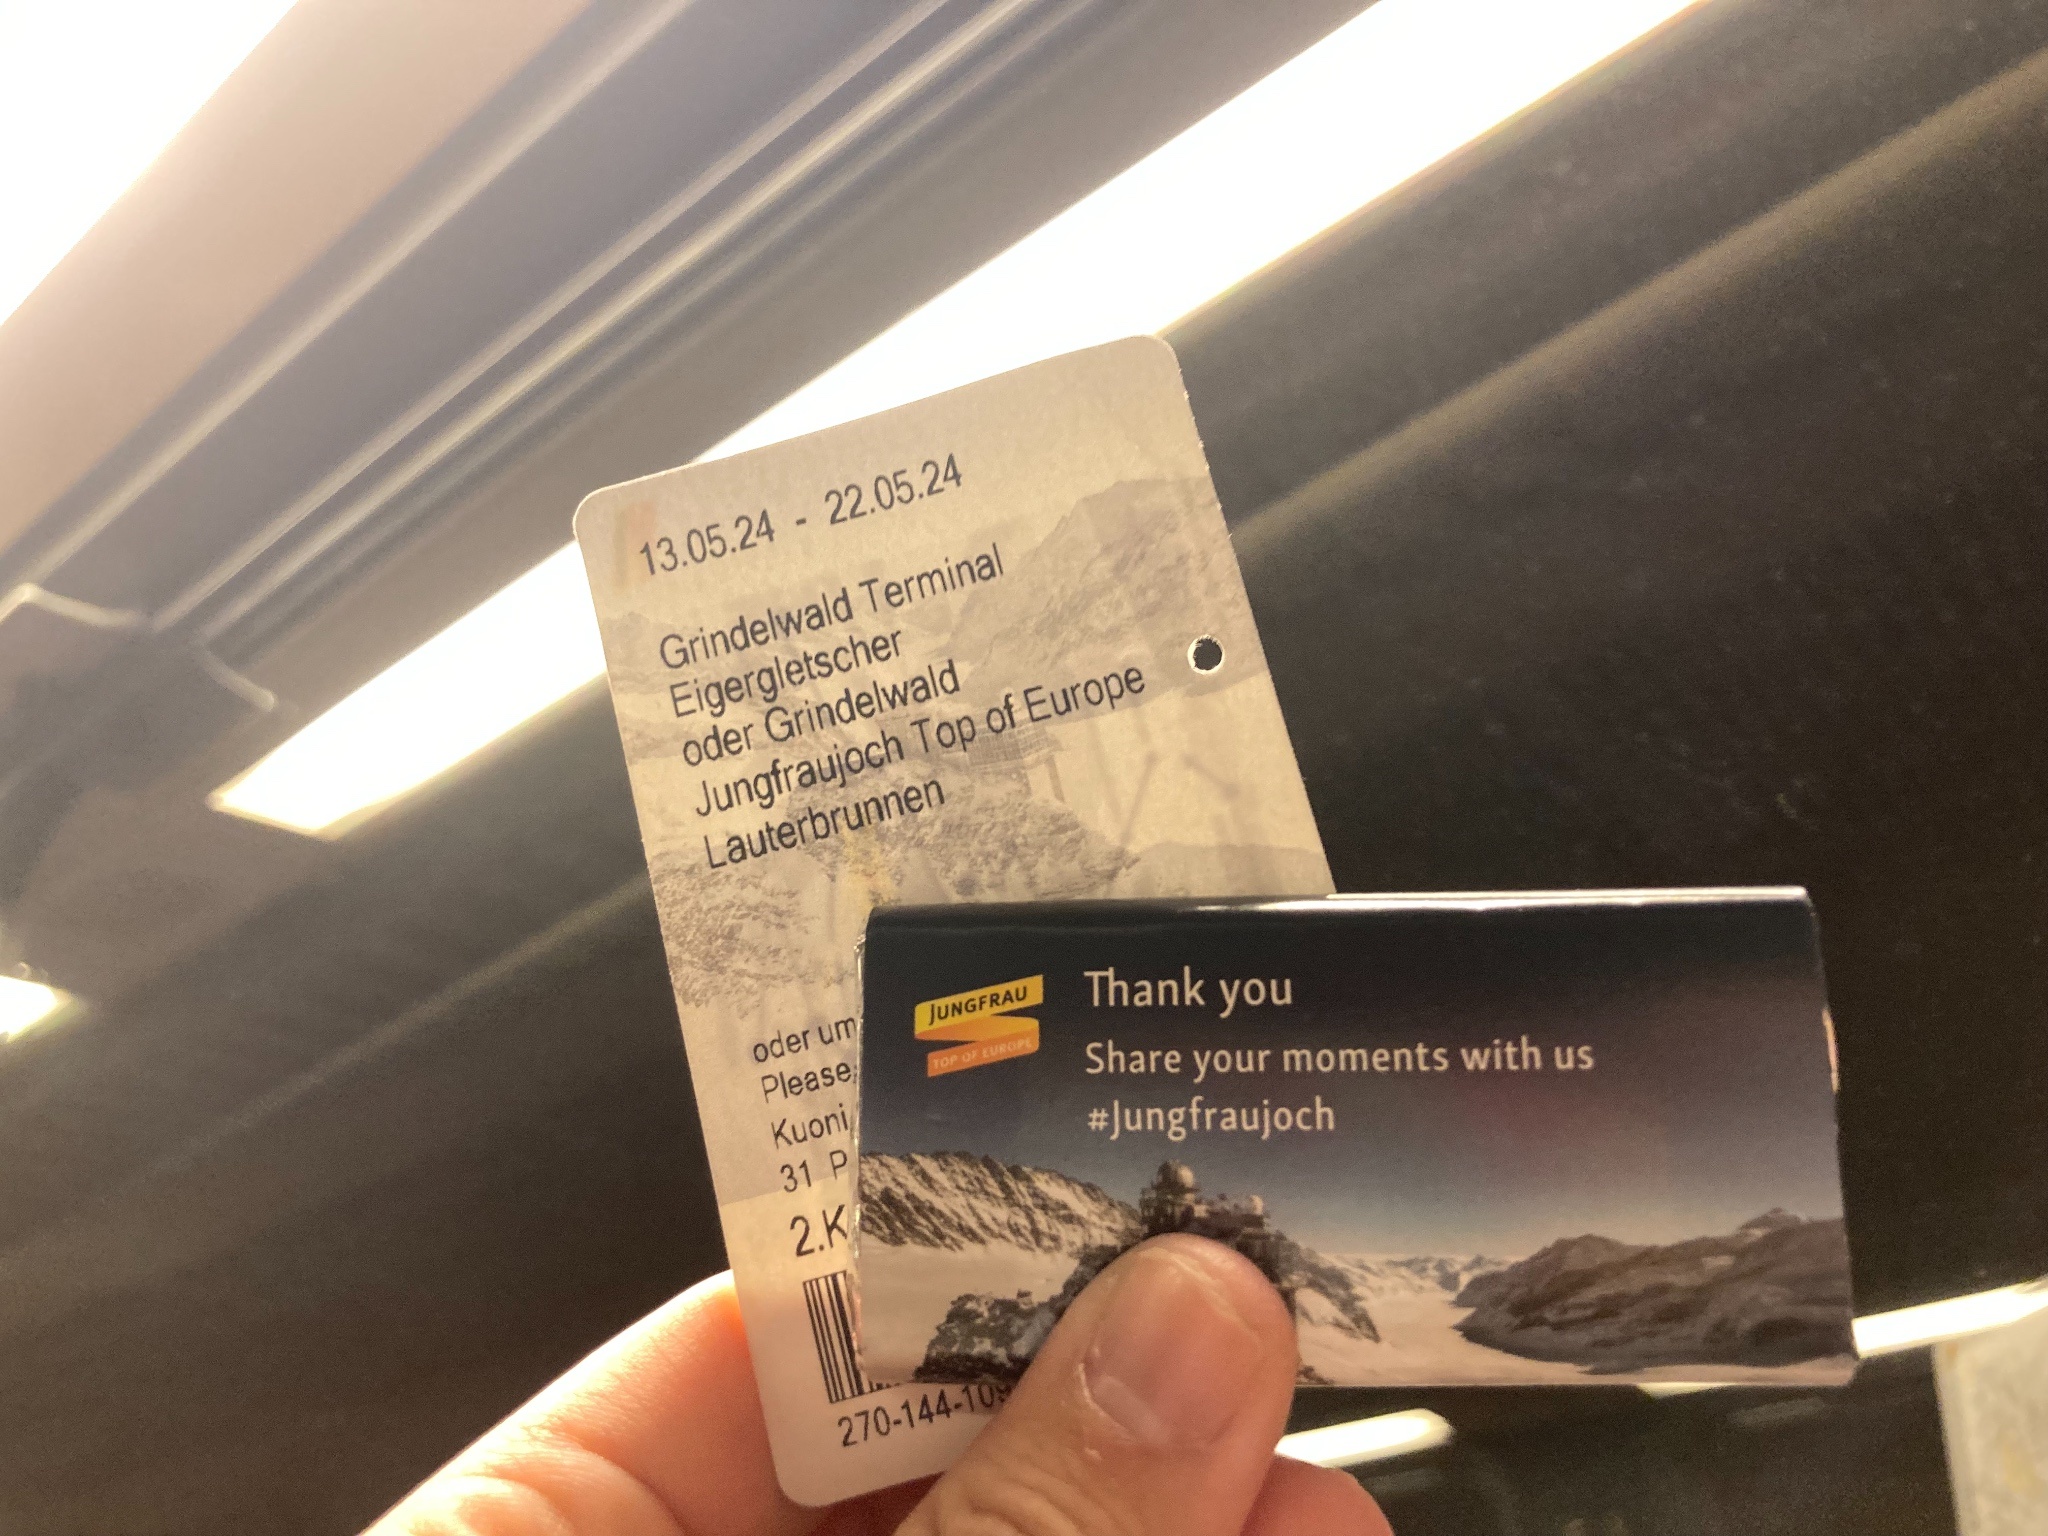 13.05.24 - 22.05.24
Grindelwald Terminal
Eigergletscher
oder Grindelwald
Jungfraujoch Top of Europe
Lauterbrunnen
oder um
Please
Kuoni
31 P
2.K
270-144-109
JUNGFRAU
TOP OF EUROPE
Thank you
Share your moments with us
#Jungfraujoch